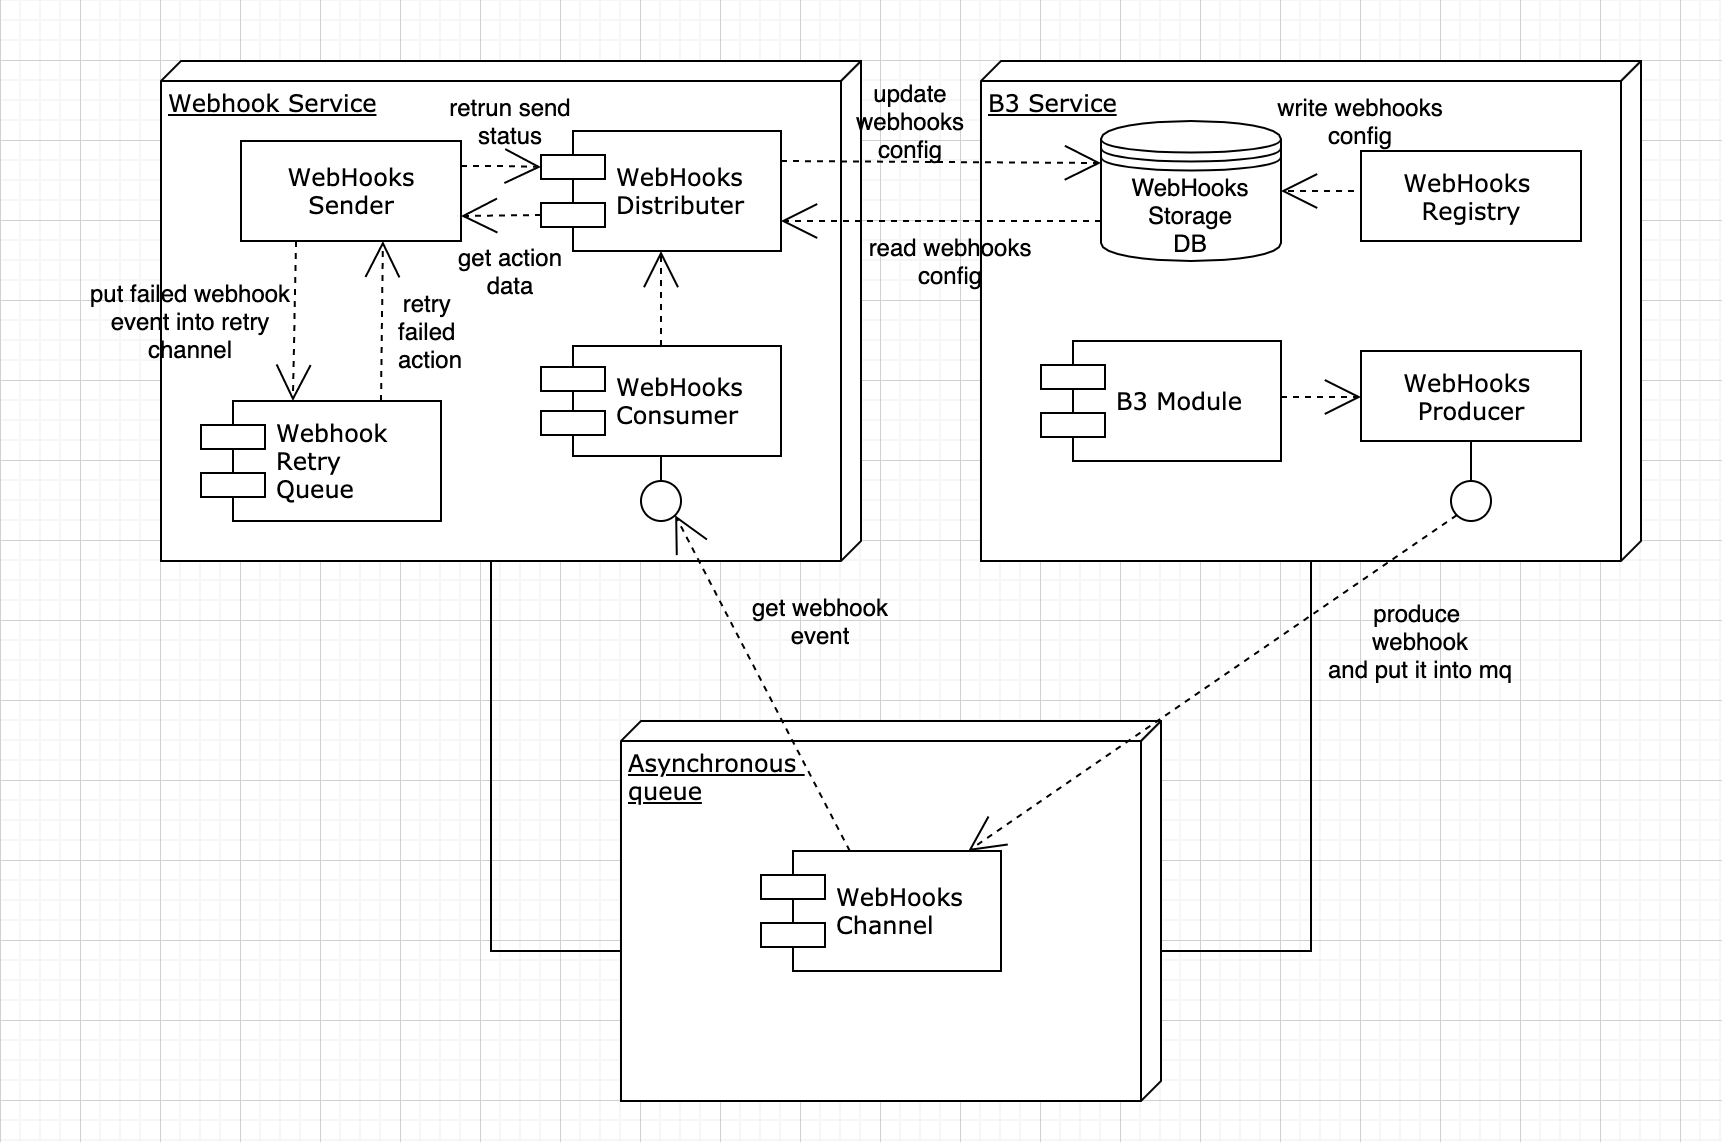 Webhook Service
retrun send
status
WebHooks
Sender
WebHooks
Distributer
get action
data
put failed webhook
event into retry
channel
retry
failed
action
Webhook
Retry
Queue
WebHooks
Consumer
update
webhooks
config
read webhooks
config
B3 Service
write webhooks
config
WebHooks
Storage
DB
WebHooks
Registry
B3 Module
WebHooks
Producer
get webhook
event
produce
webhook
and put it into mq
Asynchronous
queue
WebHooks
Channel